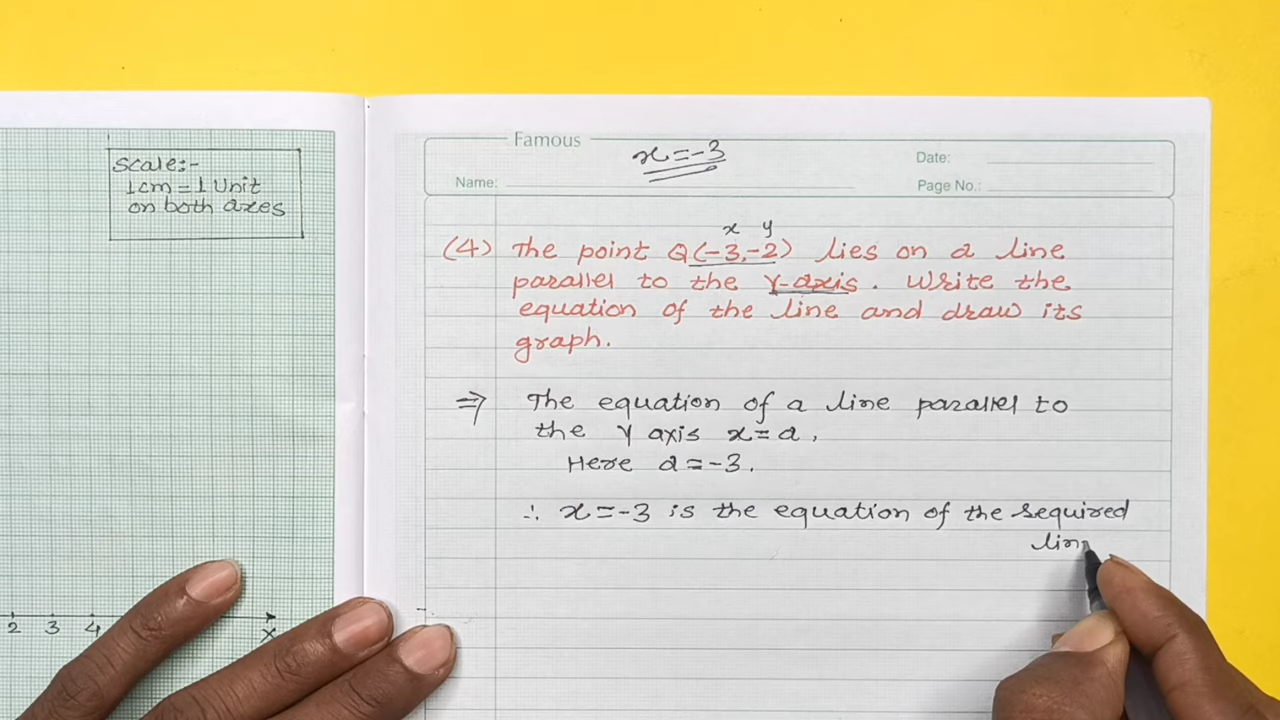 Scale:-
1cm = 1 Unit
on both axes
2 3 4
X
Famous
x = -3
Date:
Name:
Page No.:
x y
(4) The point Q(-3,-2) lies on a line
parallel to the Y-axis. Write the
equation of the line and draw its
graph.
⇒ The equation of a line parallel to
the Y axis x = a,
Here a = -3.
∴ x = -3 is the equation of the required
lin